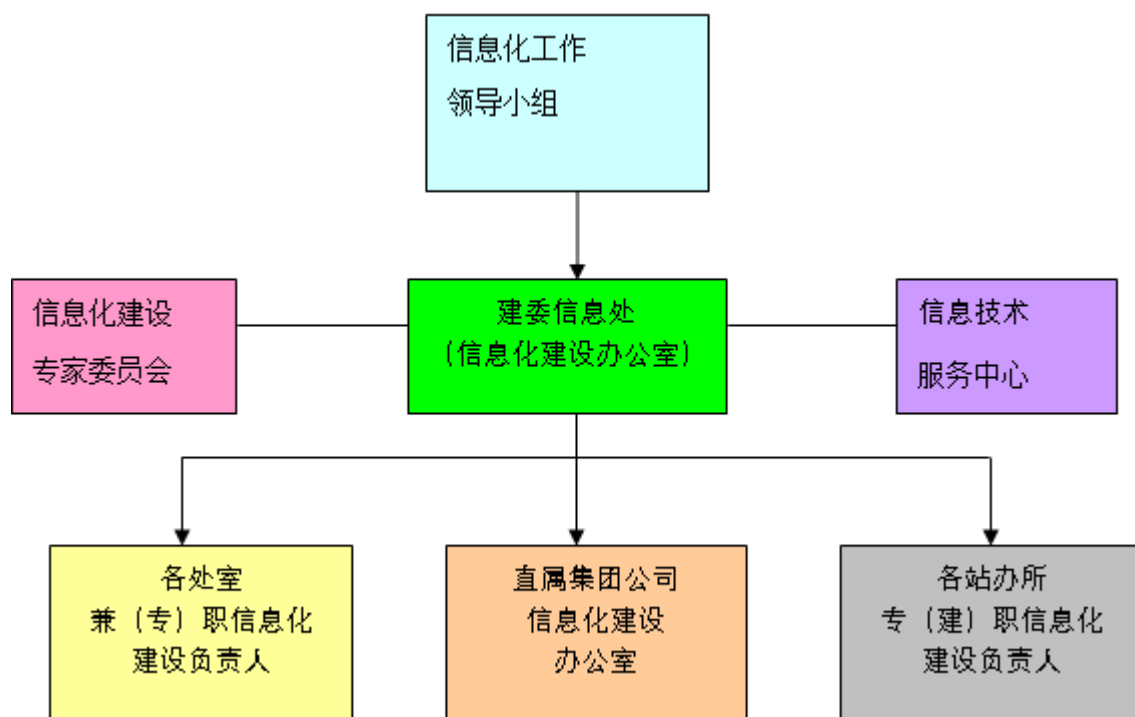 信息化工作
领导小组
信息化建设
专家委员会
建委信息处
(信息化建设办公室)
信息技术
服务中心
各处室
兼（专）职信息化
建设负责人
直属集团公司
信息化建设
办公室
各站办所
专（建）职信息化
建设负责人